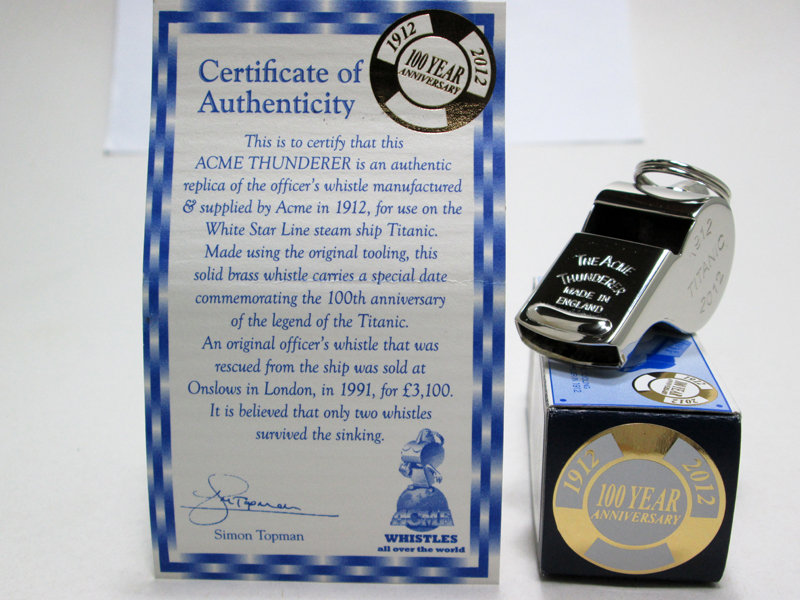 Certificate of
Authenticity
1912
2012
100 YEAR
ANNIVERSARY
This is to certify that this
ACME THUNDERER is an authentic
replica of the officer's whistle manufactured
& supplied by Acme in 1912, for use on the
White Star Line steam ship Titanic.
Made using the original tooling, this
solid brass whistle carries a special date
commemorating the 100th anniversary
of the legend of the Titanic.
An original officer's whistle that was
rescued from the ship was sold at
Onslows in London, in 1991, for £3,100.
It is believed that only two whistles
survived the sinking.
Simon Topman
ACME
WHISTLES
all over the world
THE ACME
THUNDERER
MADE IN
ENGLAND
1912
TITANIC
2012
2012
1912
2012
100 YEAR
ANNIVERSARY